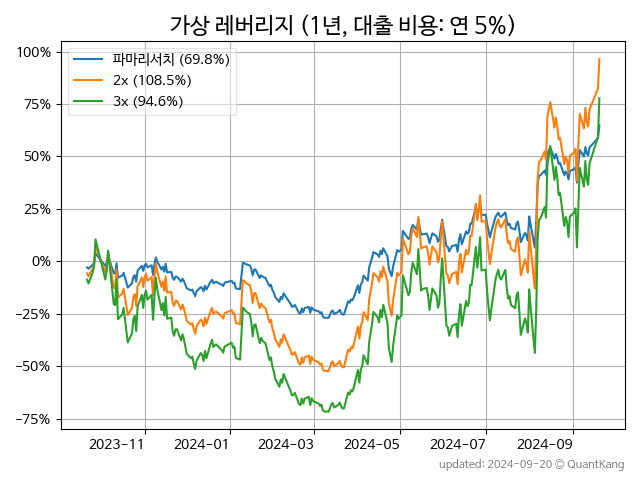 가상 레버리지 (1년, 대출 비용: 연 5%)
파마리서치 (69.8%)
2x (108.5%)
3x (94.6%)
100%
75%
50%
25%
0%
−25%
−50%
−75%
2023-11
2024-01
2024-03
2024-05
2024-07
2024-09
updated: 2024-09-20 © QuantKang